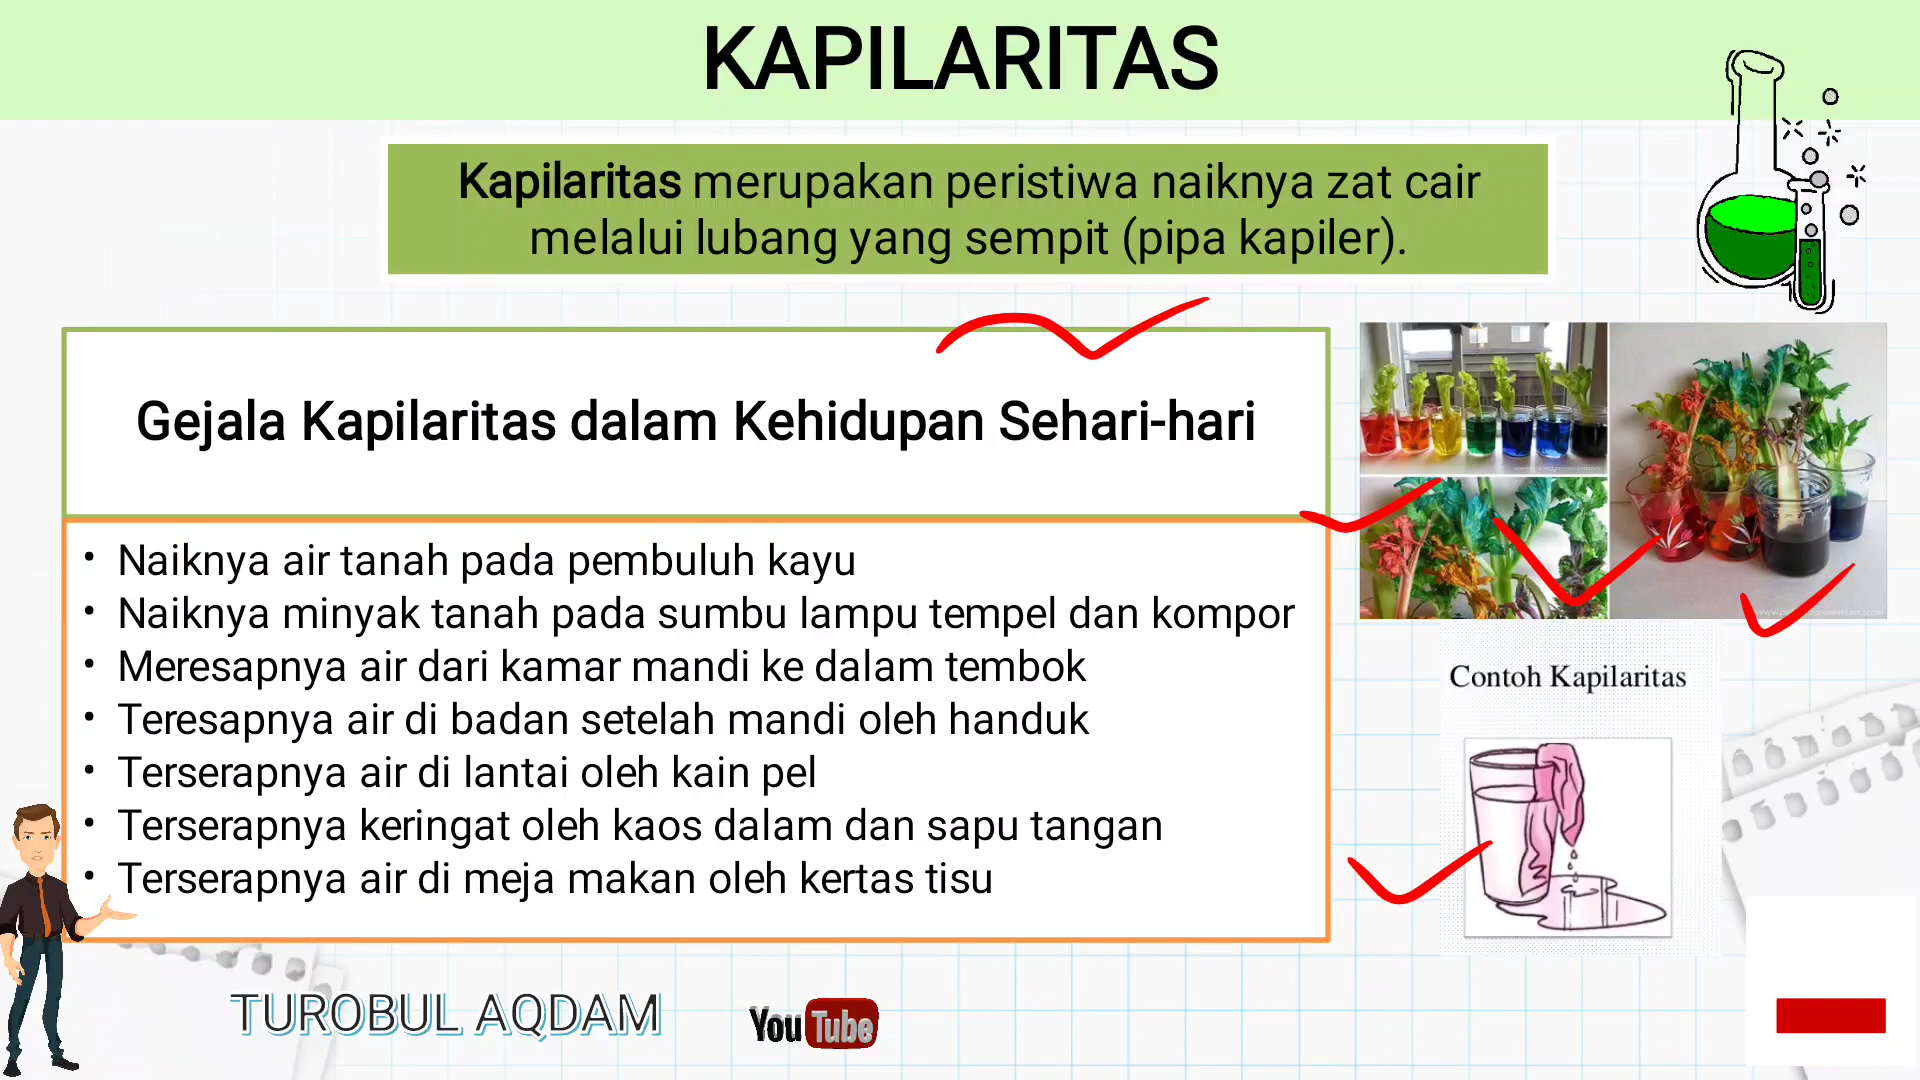 KAPILARITAS
Kapilaritas merupakan peristiwa naiknya zat cair
melalui lubang yang sempit (pipa kapiler).
Gejala Kapilaritas dalam Kehidupan Sehari-hari
• Naiknya air tanah pada pembuluh kayu
• Naiknya minyak tanah pada sumbu lampu tempel dan kompor
• Meresapnya air dari kamar mandi ke dalam tembok
• Teresapnya air di badan setelah mandi oleh handuk
• Terserapnya air di lantai oleh kain pel
• Terserapnya keringat oleh kaos dalam dan sapu tangan
• Terserapnya air di meja makan oleh kertas tisu
Contoh Kapilaritas
TUROBUL AQDAM
YouTube